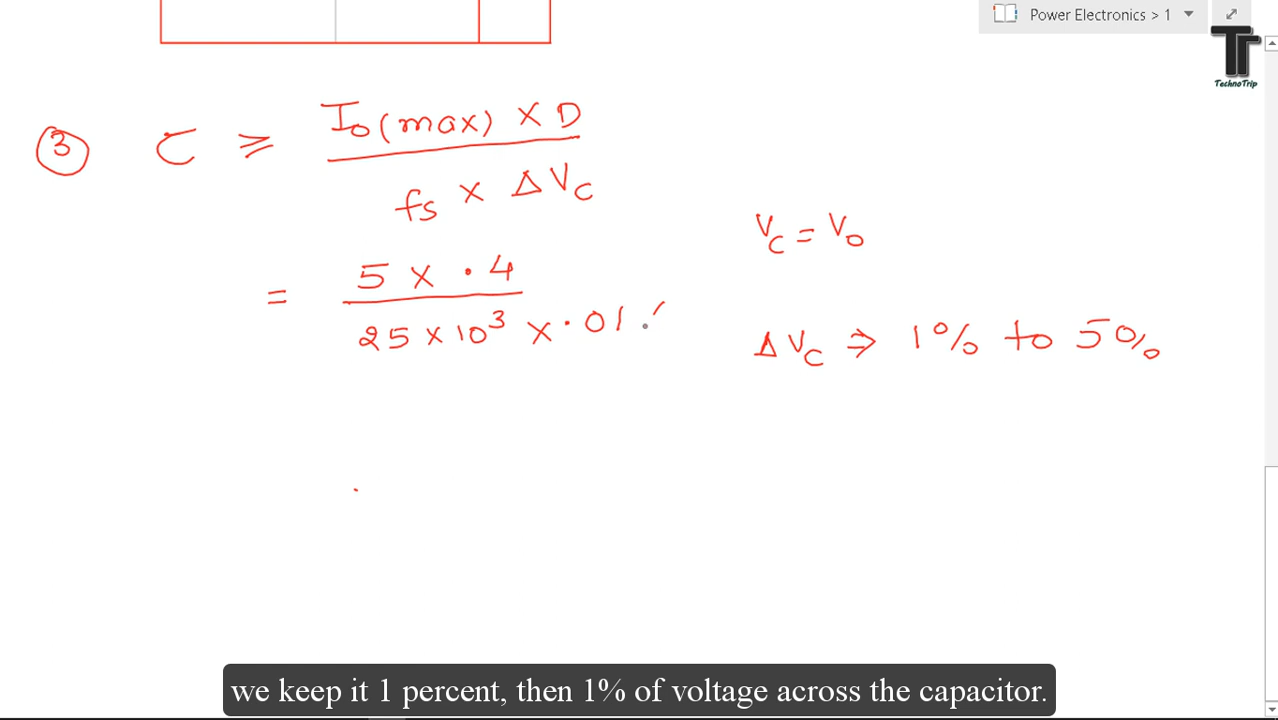 Power Electronics > 1
TechnoTrip
③ C ⩾ Io(max) × D
fs × ΔVc
Vc = Vo
= 5 × .4
25 × 10³ × .01
ΔVc ⇒ 1% to 5%
we keep it 1 percent, then 1% of voltage across the capacitor.